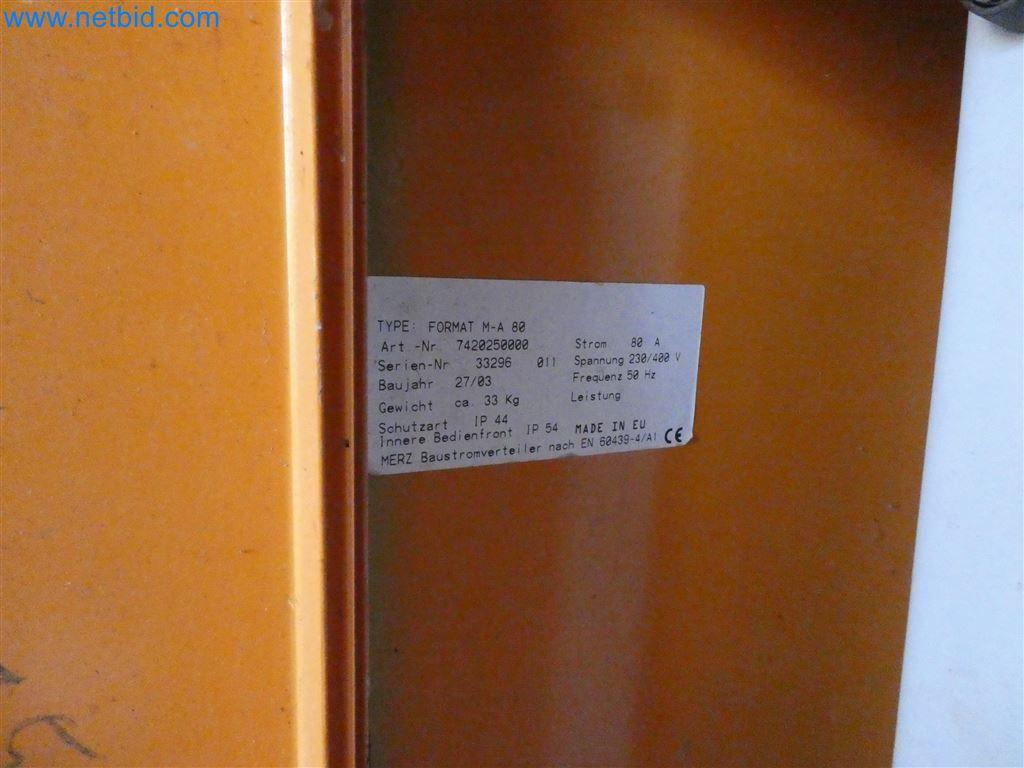 www.netbid.com
TYPE: FORMAT M-A 80
Art.-Nr. 7420250000 Strom 80 A
Serien-Nr 33296 011 Spannung 230/400 V
Baujahr 27/03 Frequenz 50 Hz
Gewicht ca. 33 Kg Leistung
Schutzart IP 44
Innere Bedienfront IP 54 MADE IN EU
MERZ Baustromverteiler nach EN 60439-4/A1 CE